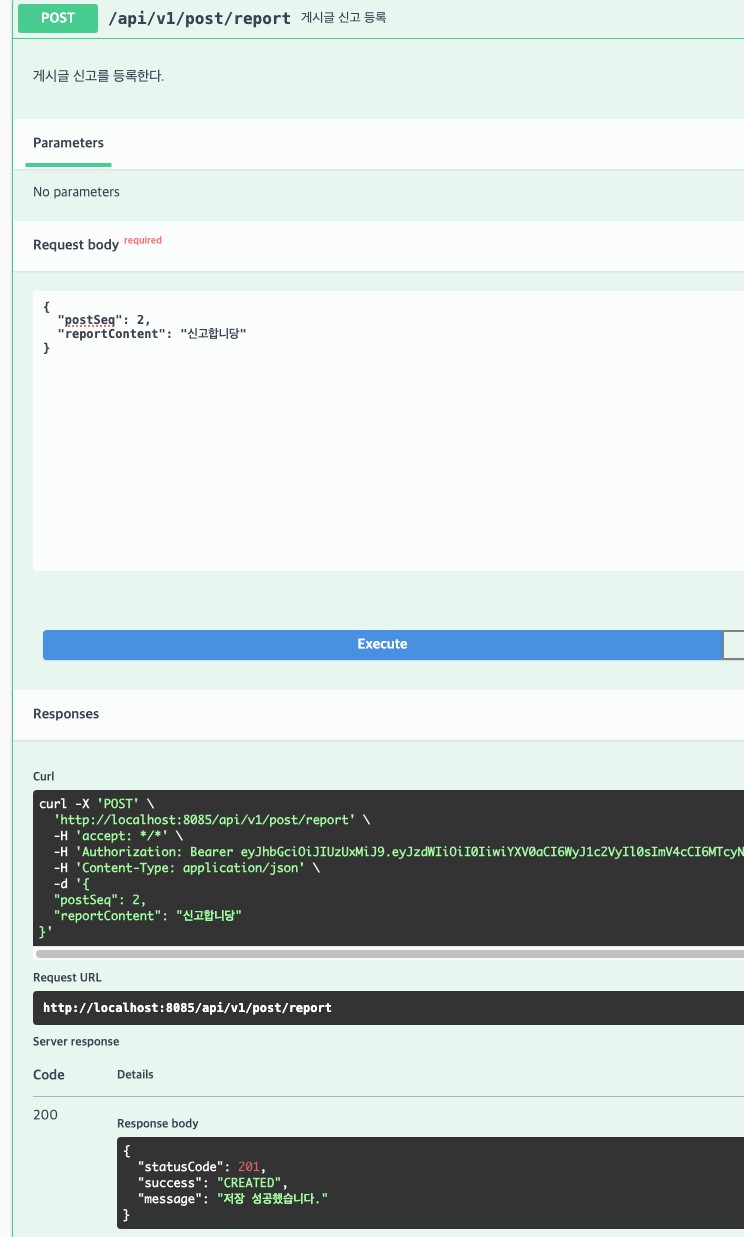 POST /api/v1/post/report 게시글 신고 등록
게시글 신고를 등록한다.
Parameters
No parameters
Request body required
{
"postSeq": 2,
"reportContent": "신고합니당"
}
Execute
Responses
Curl
curl -X 'POST' \
'http://localhost:8085/api/v1/post/report' \
-H 'accept: */*' \
-H 'Authorization: Bearer eyJhbGciOiJIUzUxMiJ9.eyJzdWIiOiI0IiwiYXV0aCI6WyJ1c2VyIl0sImV4cCI6MTcyN
-H 'Content-Type: application/json' \
-d '{
"postSeq": 2,
"reportContent": "신고합니당"
}'
Request URL
http://localhost:8085/api/v1/post/report
Server response
Code Details
200
Response body
{
"statusCode": 201,
"success": "CREATED",
"message": "저장 성공했습니다."
}